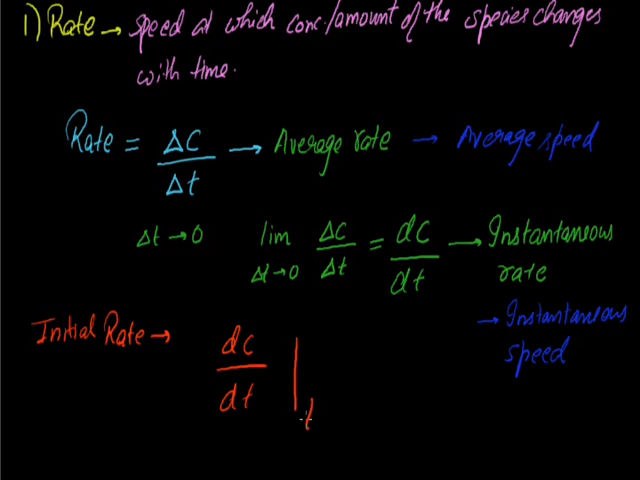 1) Rate → speed at which conc./amount of the species changes
with time.
Rate = ΔC/Δt → Average rate → Average speed
Δt → 0 lim Δt→0 ΔC/Δt = dC/dt → Instantaneous rate
→ Instantaneous speed
Initial Rate → dc/dt | t